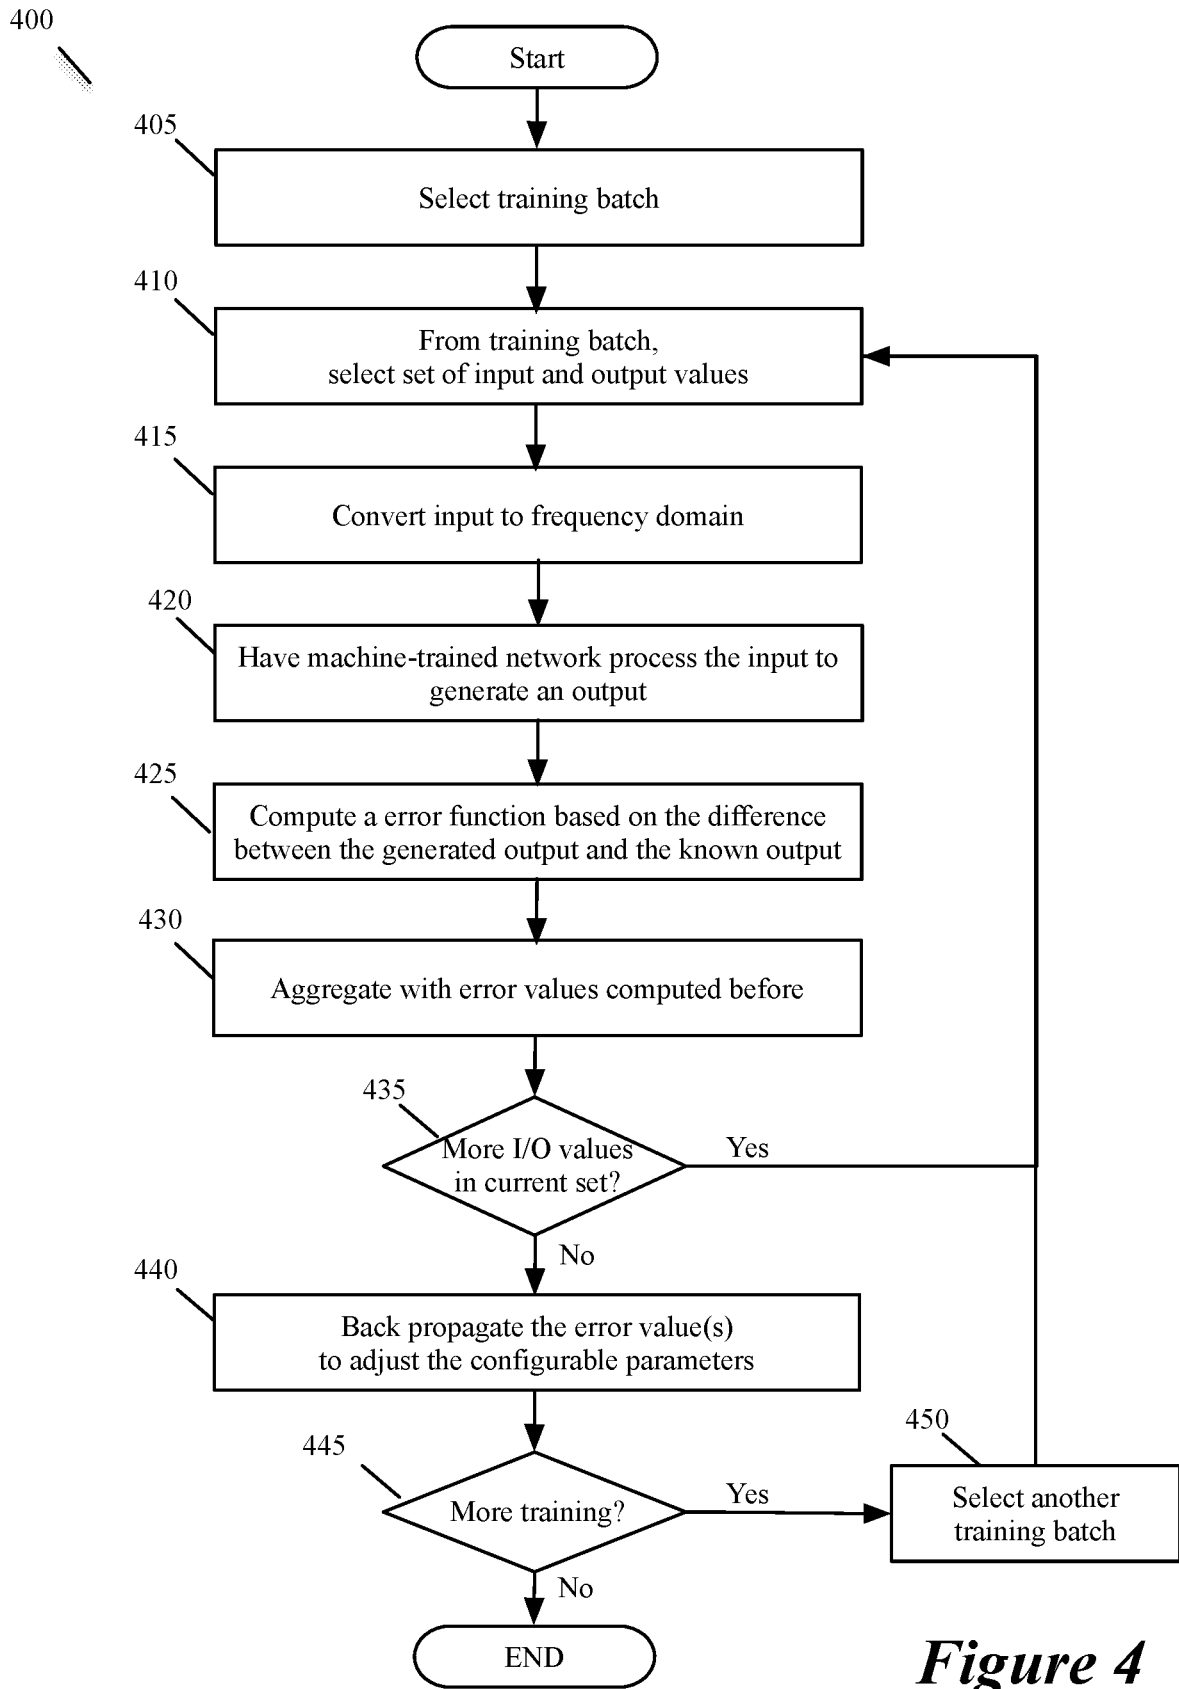 400
Start
405
Select training batch
410
From training batch,
select set of input and output values
415
Convert input to frequency domain
420
Have machine-trained network process the input to
generate an output
425
Compute a error function based on the difference
between the generated output and the known output
430
Aggregate with error values computed before
435
More I/O values
in current set?
Yes
No
440
Back propagate the error value(s)
to adjust the configurable parameters
445
More training?
Yes
450
Select another
training batch
No
END
Figure 4